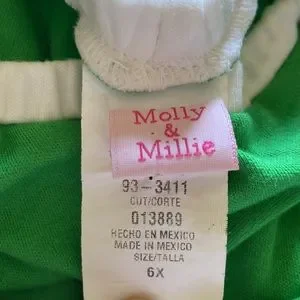 Molly
&
Millie
93-3411
CUT/CORTE
013889
HECHO EN MEXICO
MADE IN MEXICO
SIZE/TALLA
6X